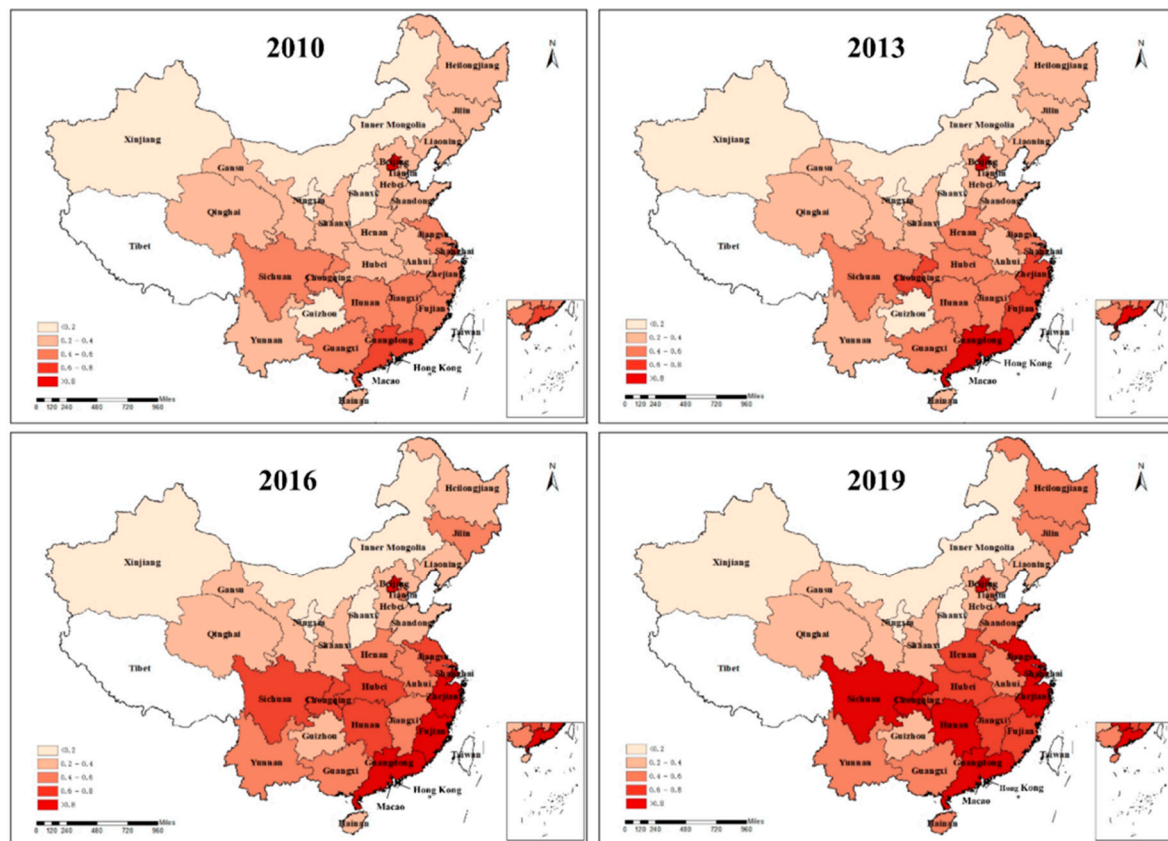 2010
N
Heilongjiang
Jilin
Liaoning
Inner Mongolia
Xinjiang
Gansu
Beijing
Tianjin
Hebei
Shanxi
Shandong
Ningxia
Qinghai
Shaanxi
Henan
Jiangsu
Shanghai
Tibet
Anhui
Hubei
Sichuan
Chongqing
Zhejiang
Hunan
Jiangxi
Guizhou
Fujian
Yunnan
Guangxi
Guangdong
Taiwan
Hong Kong
Macao
Hainan
<0.2
0.2 - 0.4
0.4 - 0.6
0.6 - 0.8
>0.8
0 120 240 480 720 960 Miles
2013
N
Heilongjiang
Jilin
Liaoning
Inner Mongolia
Xinjiang
Gansu
Beijing
Tianjin
Hebei
Shanxi
Shandong
Ningxia
Qinghai
Shaanxi
Henan
Jiangsu
Shanghai
Tibet
Anhui
Hubei
Sichuan
Chongqing
Zhejiang
Hunan
Jiangxi
Guizhou
Fujian
Yunnan
Guangxi
Guangdong
Taiwan
Hong Kong
Macao
Hainan
<0.2
0.2 - 0.4
0.4 - 0.6
0.6 - 0.8
>0.8
0 120 240 480 720 960 Miles
2016
N
Heilongjiang
Jilin
Liaoning
Inner Mongolia
Xinjiang
Gansu
Beijing
Tianjin
Hebei
Shanxi
Shandong
Ningxia
Qinghai
Shaanxi
Henan
Jiangsu
Shanghai
Tibet
Anhui
Hubei
Sichuan
Chongqing
Zhejiang
Hunan
Jiangxi
Guizhou
Fujian
Yunnan
Guangxi
Guangdong
Taiwan
Hong Kong
Macao
Hainan
<0.2
0.2 - 0.4
0.4 - 0.6
0.6 - 0.8
>0.8
0 120 240 480 720 960 Miles
2019
N
Heilongjiang
Jilin
Liaoning
Inner Mongolia
Xinjiang
Gansu
Beijing
Tianjin
Hebei
Shanxi
Shandong
Ningxia
Qinghai
Shaanxi
Henan
Jiangsu
Shanghai
Tibet
Anhui
Hubei
Sichuan
Chongqing
Zhejiang
Hunan
Jiangxi
Guizhou
Fujian
Yunnan
Guangxi
Guangdong
Taiwan
Hong Kong
Macao
Hainan
<0.2
0.2 - 0.4
0.4 - 0.6
0.6 - 0.8
>0.8
0 120 240 480 720 960 Miles